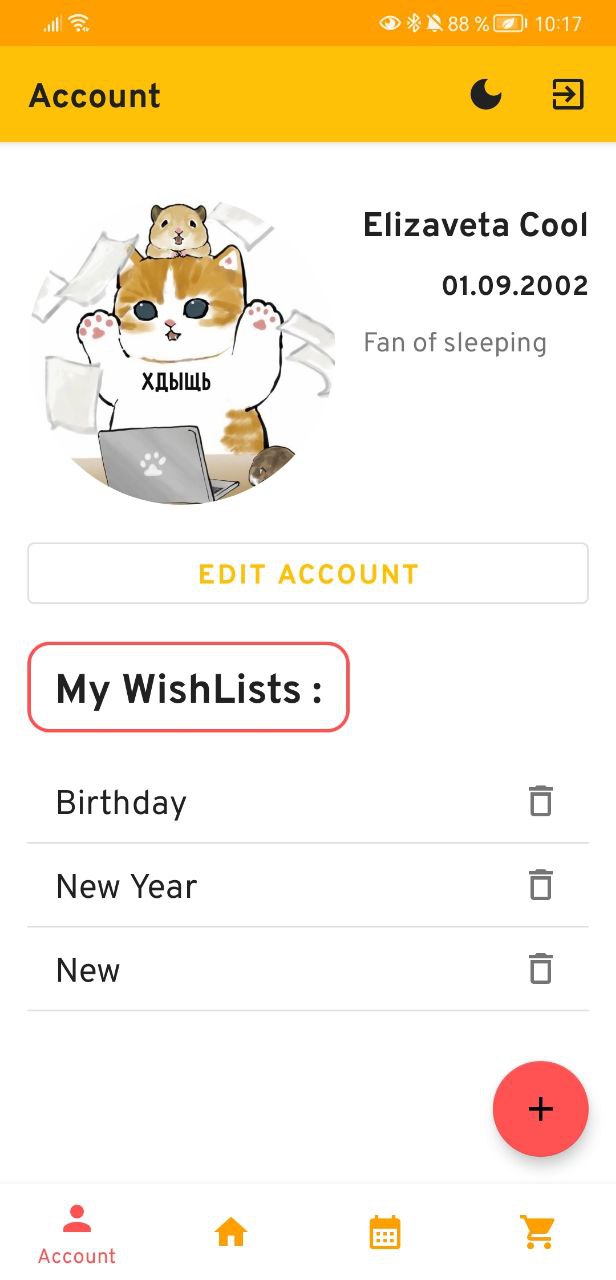 88 % 10:17
Account
Elizaveta Cool
01.09.2002
Fan of sleeping
ХДЫЩЬ
EDIT ACCOUNT
My WishLists :
Birthday
New Year
New
+
Account